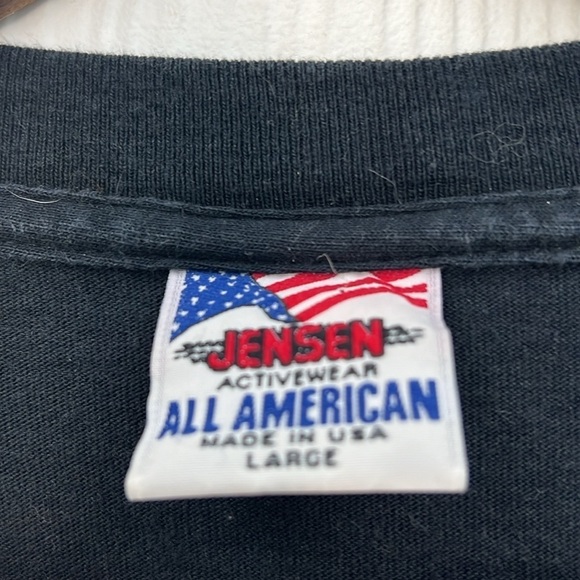 JENSEN
ACTIVEWEAR
ALL AMERICAN
MADE IN USA
LARGE